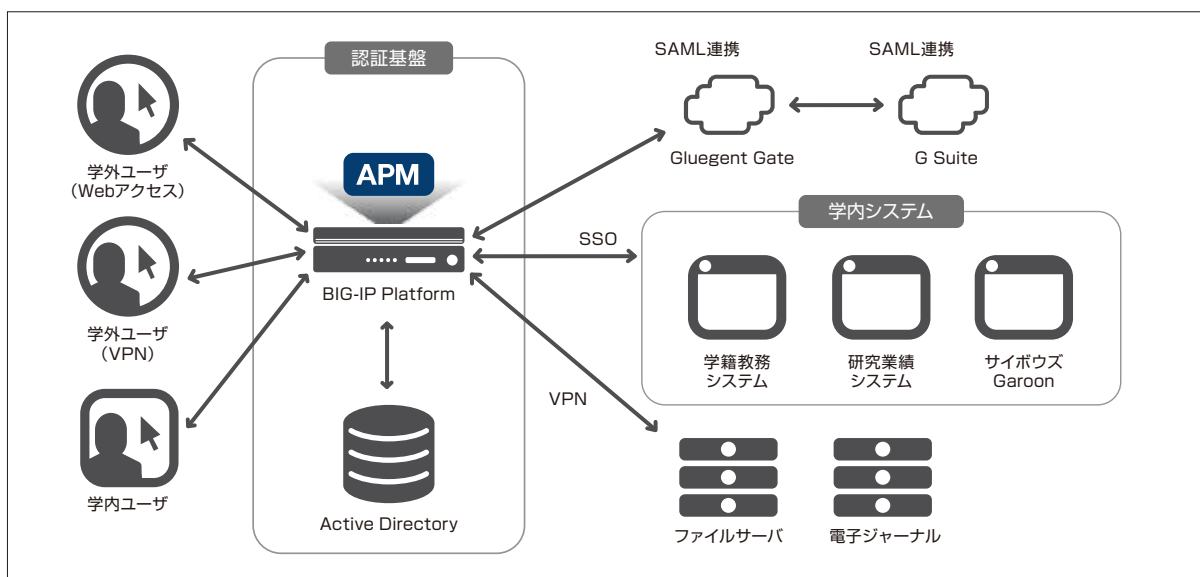 認証基盤
SAML連携
SAML連携
学外ユーザ
(Webアクセス)
APM
Gluegent Gate
G Suite
学内システム
SSO
BIG-IP Platform
学外ユーザ
(VPN)
学籍教務
システム
研究業績
システム
サイボウズ
Garoon
VPN
学内ユーザ
Active Directory
ファイルサーバ
電子ジャーナル